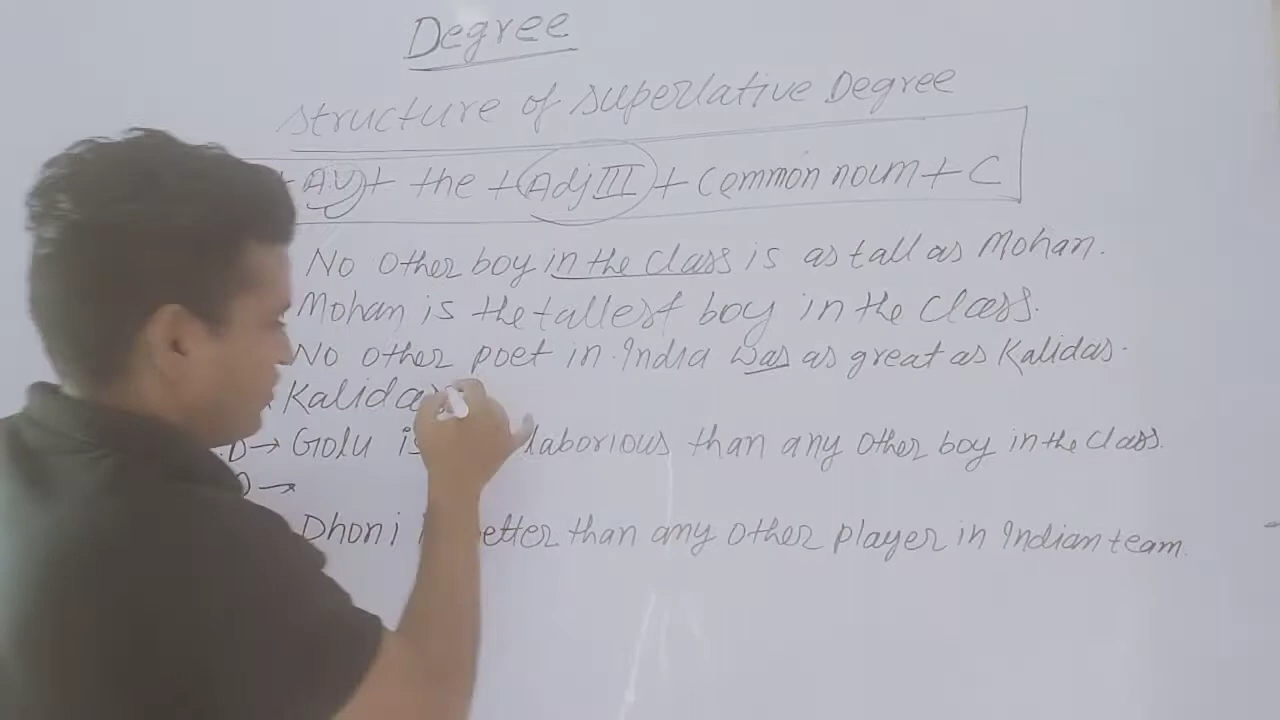 Degree
Structure of Superlative Degree
+ A.V + the + Adj III + Common noun + C
No other boy in the class is as tall as Mohan.
Mohan is the tallest boy in the class.
No other poet in India was as great as Kalidas.
Kalidas
.D → Golu is laborious than any other boy in the class.
D →
Dhoni than any other player in Indian team.